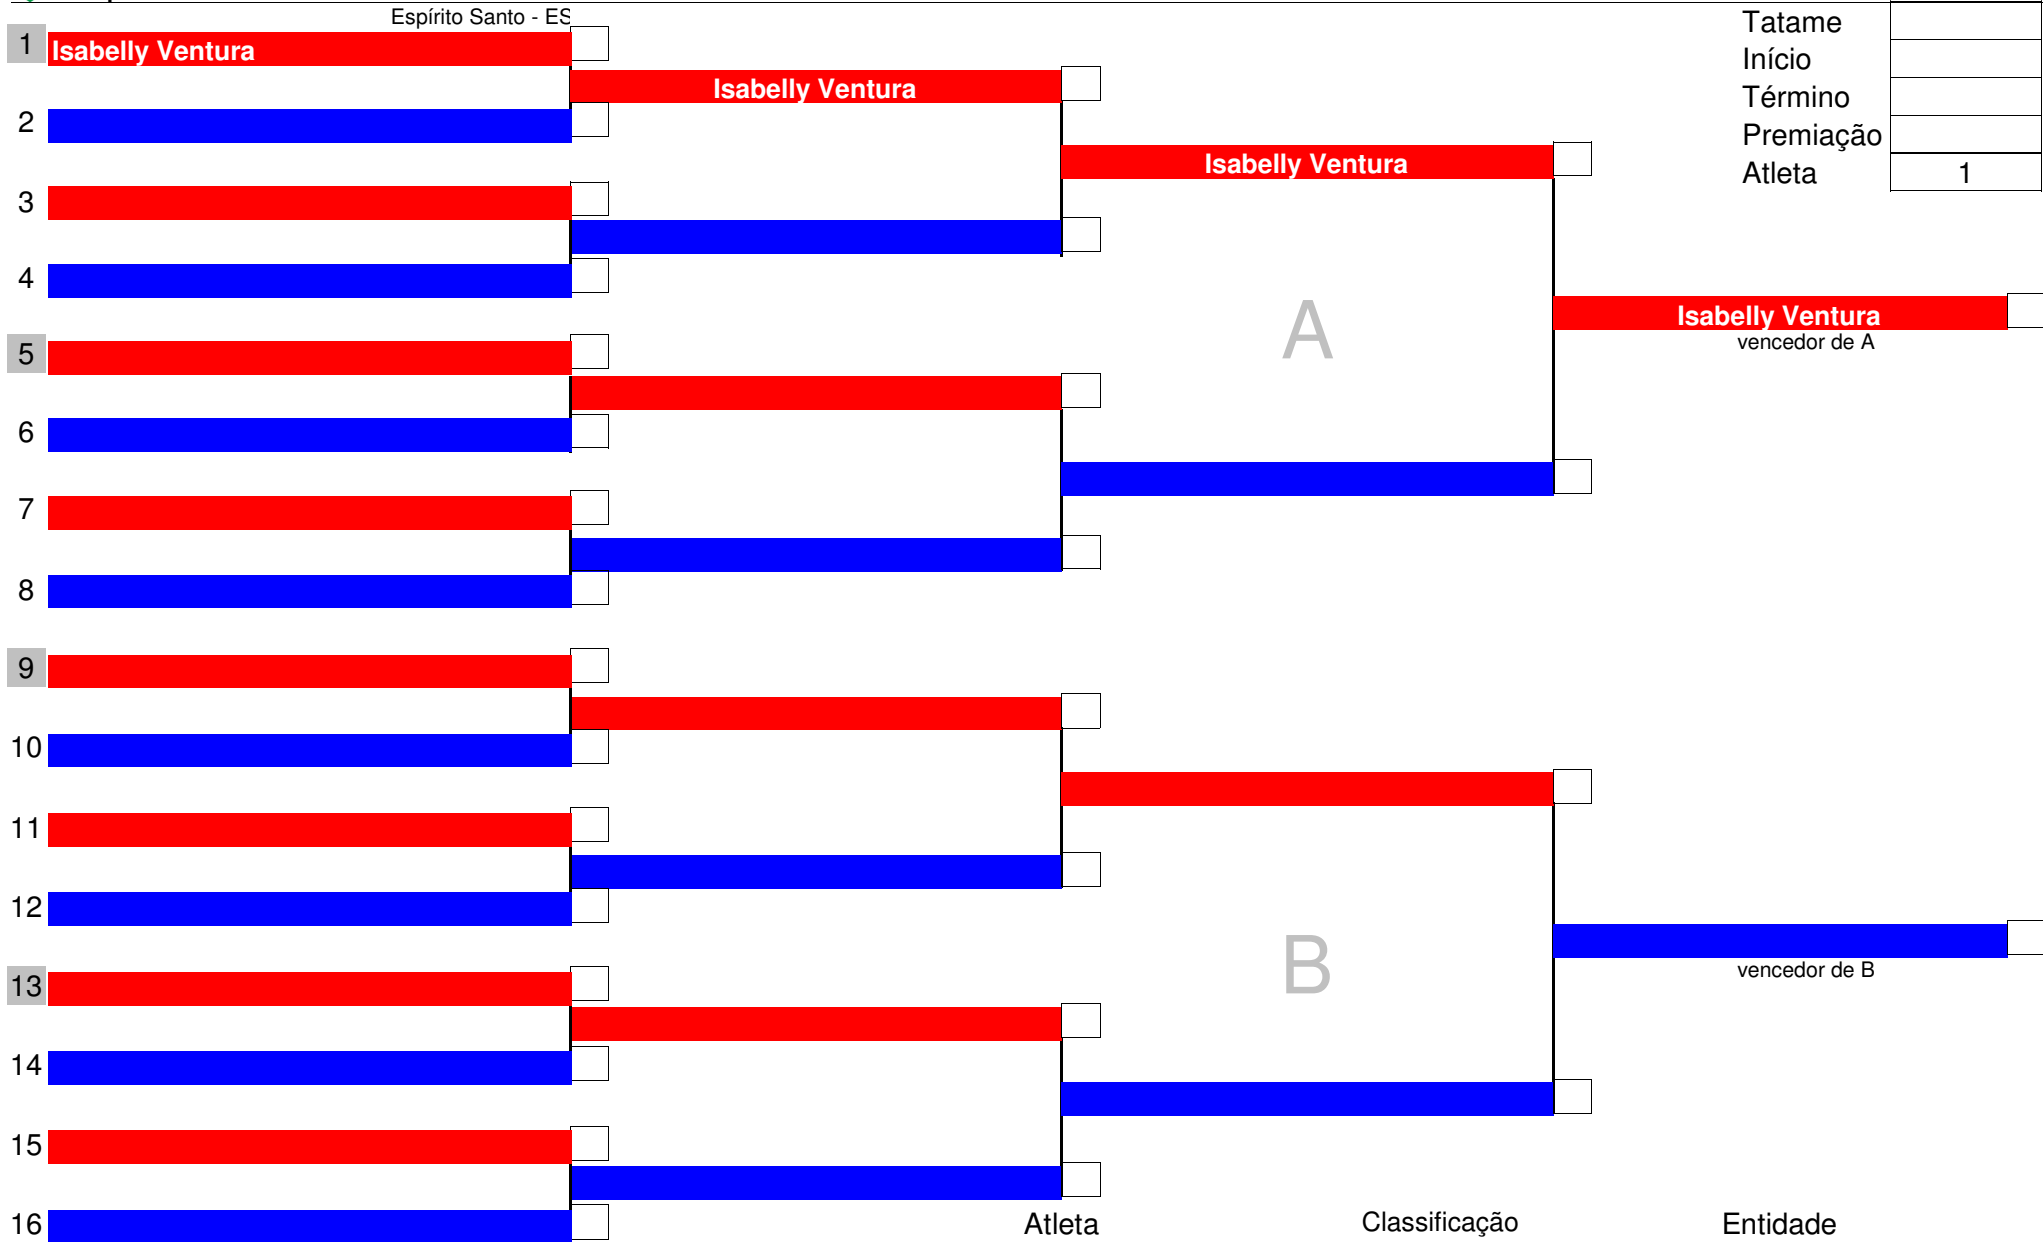 Espírito Santo - ES
Tatame
1
Isabelly Ventura
Início
Isabelly Ventura
Término
2
Premiação
Isabelly Ventura
Atleta 1
3
4
Isabelly Ventura
A
vencedor de A
5
6
7
8
9
10
11
12
B
vencedor de B
13
14
15
16
Atleta Classificação Entidade